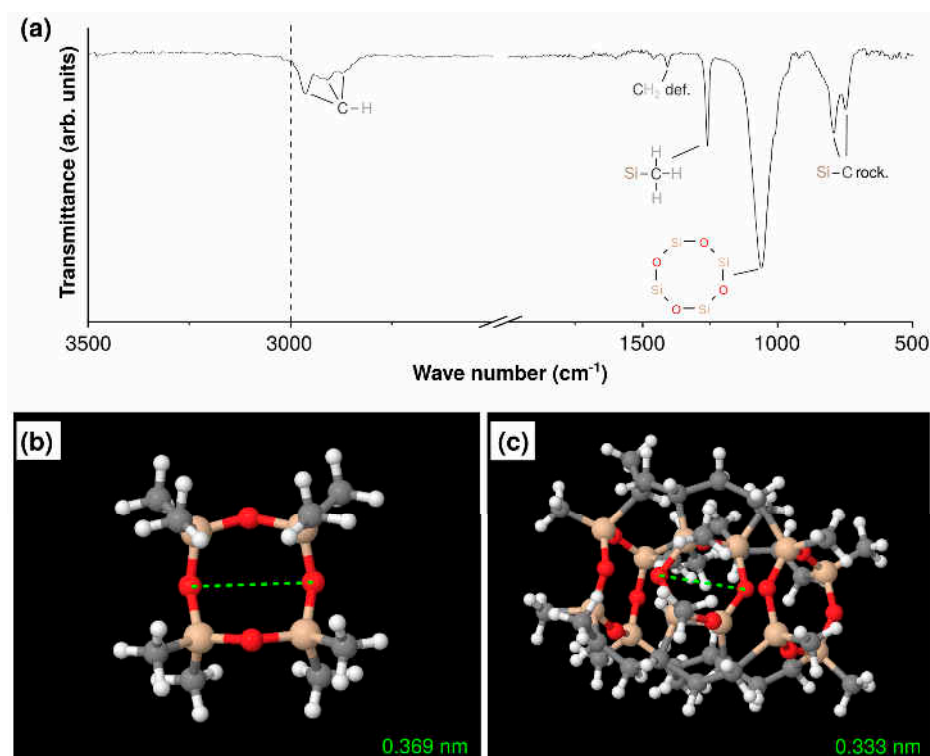 (a)
Transmittance (arb. units)
C–H
CH2 def.
H
Si–C–H
H
Si–C rock.
Si–O
O Si
Si O
O–Si
3500 3000 1500 1000 500
Wave number (cm-1)
(b)
0.369 nm
(c)
0.333 nm